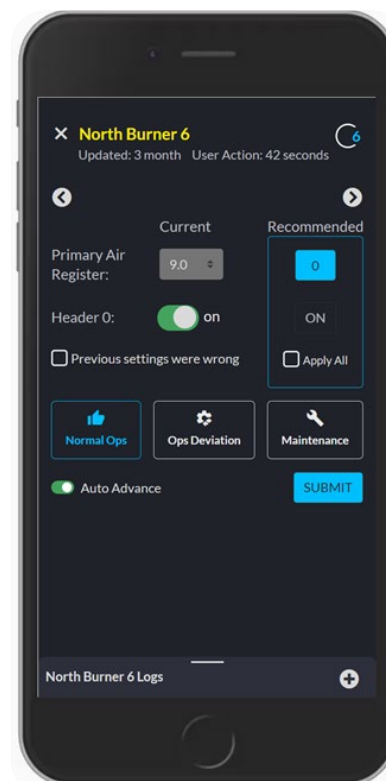 North Burner 6
6
Updated: 3 month User Action: 42 seconds
Current Recommended
Primary Air Register: 9.0 0
Header 0: on ON
Previous settings were wrong Apply All
Normal Ops Ops Deviation Maintenance
Auto Advance SUBMIT
North Burner 6 Logs